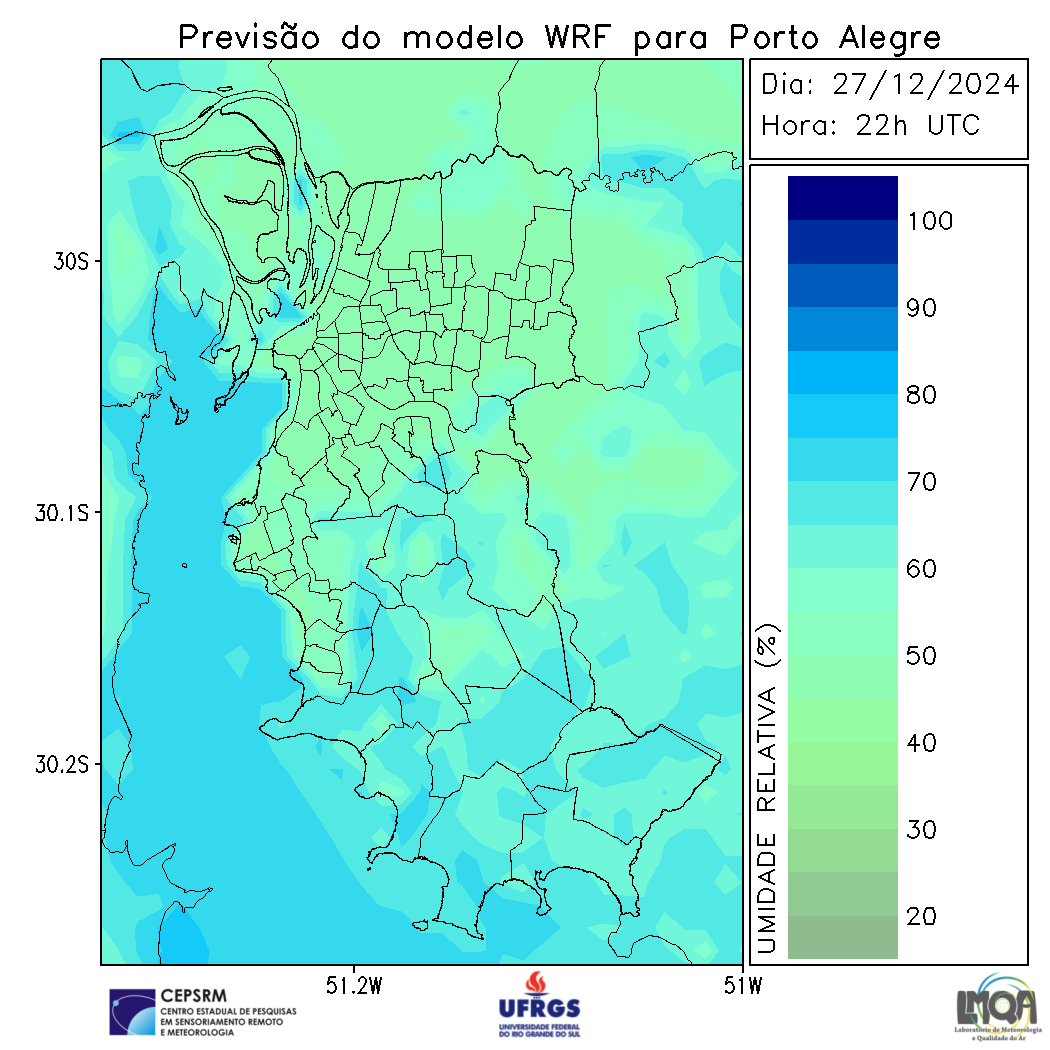 Previsão do modelo WRF para Porto Alegre
Dia: 27/12/2024
Hora: 22h UTC
100
90
80
70
60
50
40
30
20
UMIDADE RELATIVA (%)
30S
30.1S
30.2S
51.2W
51W
CEPSRM
CENTRO ESTADUAL DE PESQUISAS
EM SENSORIAMENTO REMOTO
E METEOROLOGIA
UFRGS
UNIVERSIDADE FEDERAL
DO RIO GRANDE DO SUL
LMQA
Laboratório de Meteorologia
e Qualidade do Ar